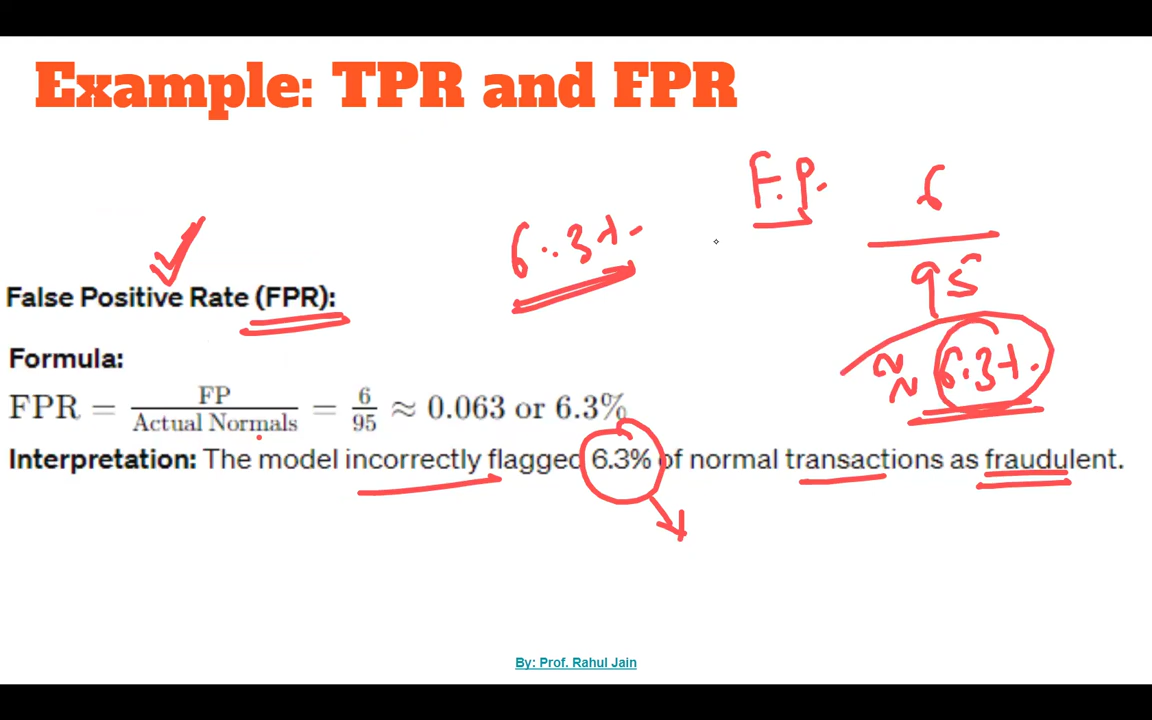 Example: TPR and FPR
F.P. 6
95
≈ 6.3%.
6.3%.
False Positive Rate (FPR):
Formula:
FPR = FP / Actual Normals = 6 / 95 ≈ 0.063 or 6.3%
Interpretation: The model incorrectly flagged 6.3% of normal transactions as fraudulent.
By: Prof. Rahul Jain